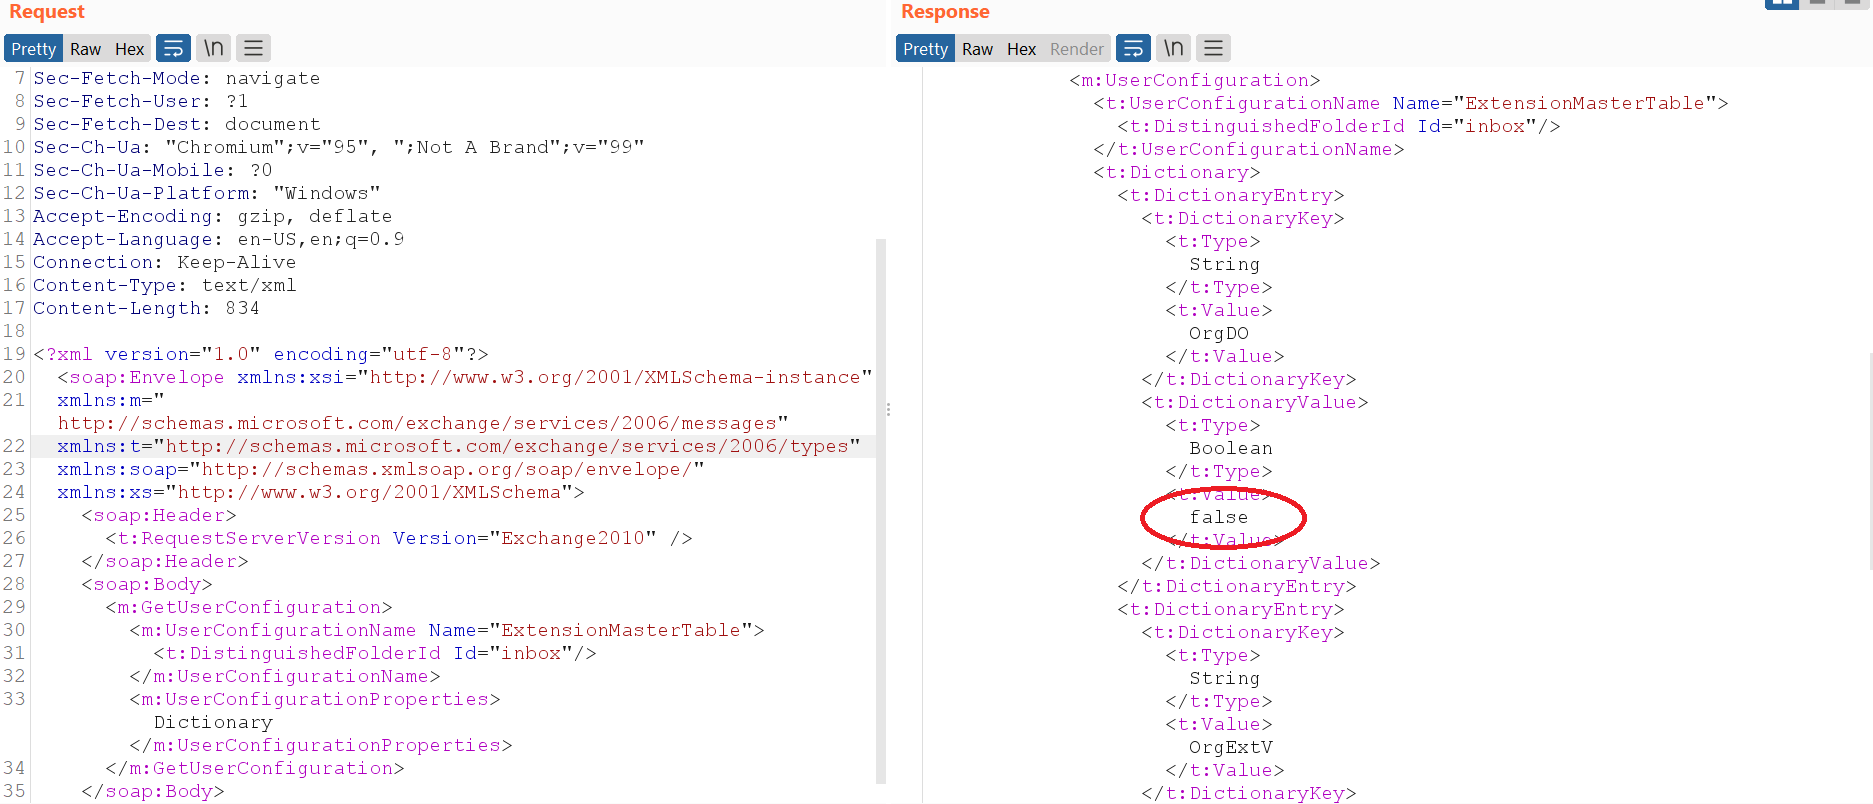 Request
Pretty Raw Hex \n
7 Sec-Fetch-Mode: navigate
8 Sec-Fetch-User: ?1
9 Sec-Fetch-Dest: document
10 Sec-Ch-Ua: "Chromium";v="95", ";Not A Brand";v="99"
11 Sec-Ch-Ua-Mobile: ?0
12 Sec-Ch-Ua-Platform: "Windows"
13 Accept-Encoding: gzip, deflate
14 Accept-Language: en-US,en;q=0.9
15 Connection: Keep-Alive
16 Content-Type: text/xml
17 Content-Length: 834
18
19 <?xml version="1.0" encoding="utf-8"?>
20 <soap:Envelope xmlns:xsi="http://www.w3.org/2001/XMLSchema-instance"
21 xmlns:m="
http://schemas.microsoft.com/exchange/services/2006/messages"
22 xmlns:t="http://schemas.microsoft.com/exchange/services/2006/types"
23 xmlns:soap="http://schemas.xmlsoap.org/soap/envelope/"
24 xmlns:xs="http://www.w3.org/2001/XMLSchema">
25 <soap:Header>
26 <t:RequestServerVersion Version="Exchange2010" />
27 </soap:Header>
28 <soap:Body>
29 <m:GetUserConfiguration>
30 <m:UserConfigurationName Name="ExtensionMasterTable">
31 <t:DistinguishedFolderId Id="inbox"/>
32 </m:UserConfigurationName>
33 <m:UserConfigurationProperties>
Dictionary
</m:UserConfigurationProperties>
34 </m:GetUserConfiguration>
35 </soap:Body>
Response
Pretty Raw Hex Render \n
<m:UserConfiguration>
<t:UserConfigurationName Name="ExtensionMasterTable">
<t:DistinguishedFolderId Id="inbox"/>
</t:UserConfigurationName>
<t:Dictionary>
<t:DictionaryEntry>
<t:DictionaryKey>
<t:Type>
String
</t:Type>
<t:Value>
OrgDO
</t:Value>
</t:DictionaryKey>
<t:DictionaryValue>
<t:Type>
Boolean
</t:Type>
<t:Value>
false
</t:Value>
</t:DictionaryValue>
</t:DictionaryEntry>
<t:DictionaryEntry>
<t:DictionaryKey>
<t:Type>
String
</t:Type>
<t:Value>
OrgExtV
</t:Value>
</t:DictionaryKey>